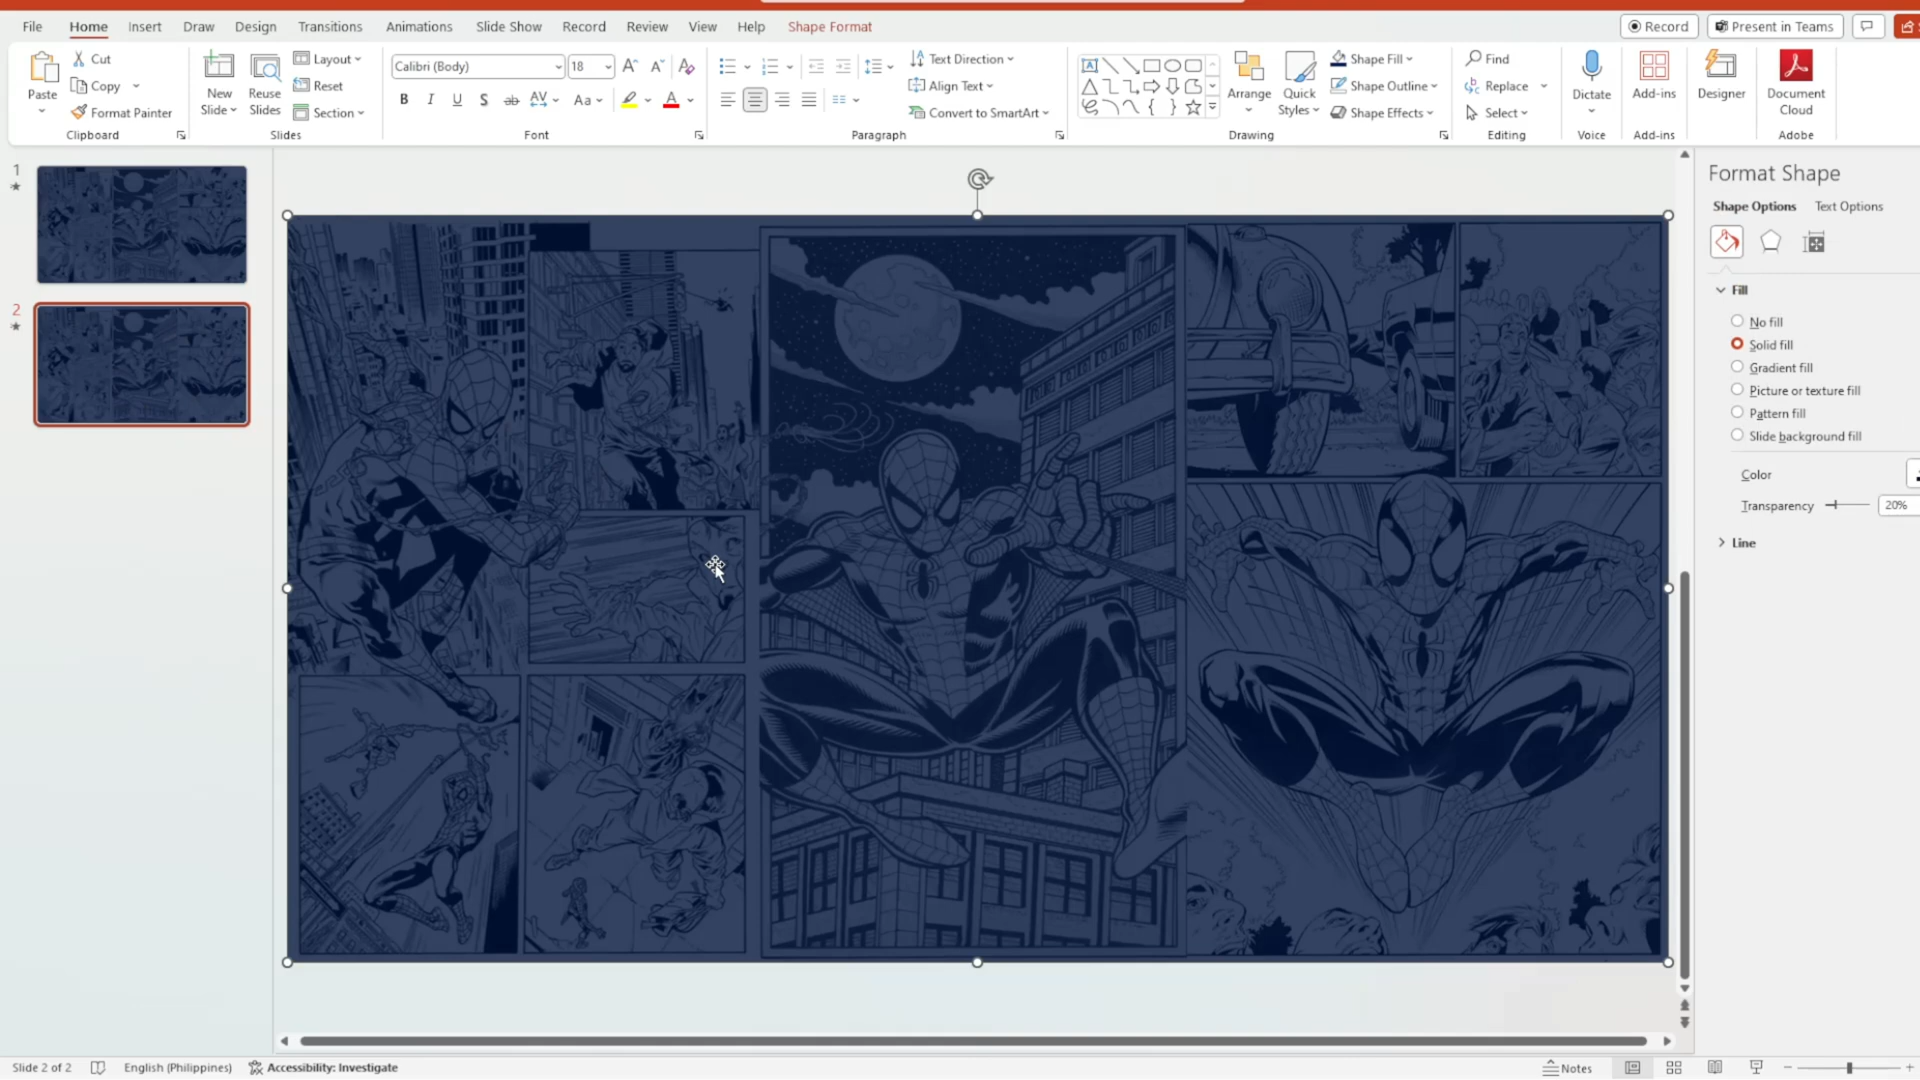 File Home Insert Draw Design Transitions Animations Slide Show Record Review View Help Shape Format Record Present in Teams
Paste Cut Copy Format Painter Clipboard
New Slide Reuse Slides Layout Reset Section Slides
Calibri (Body) 18 B I U S ab AV Aa A Font
Text Direction Align Text Convert to SmartArt Paragraph
Arrange Quick Styles Shape Fill Shape Outline Shape Effects Drawing
Find Replace Select Editing
Dictate Voice
Add-ins Add-ins
Designer
Document Cloud Adobe
1
2
Format Shape
Shape Options Text Options
Fill
No fill
Solid fill
Gradient fill
Picture or texture fill
Pattern fill
Slide background fill
Color
Transparency 20%
Line
Slide 2 of 2 English (Philippines) Accessibility: Investigate Notes